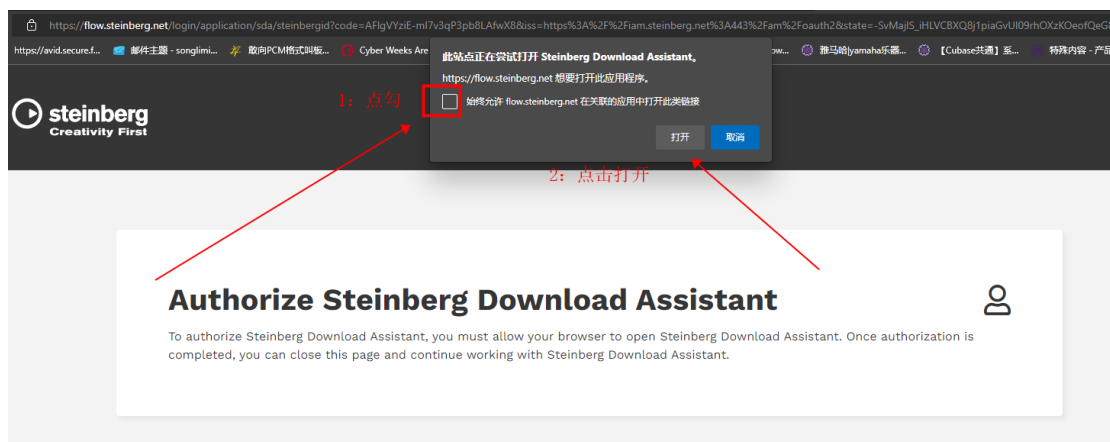 https://flow.steinberg.net/login/application/sda/steinbergid?code=AFlgVYziE-mI7v3qP3pb8LAfwX8&iss=https%3A%2F%2Fiam.steinberg.net%3A443%2Fam%2Foauth2&state=-SvMajlS_iHLVCBXQ8j1piaGvUI09rhOXzKOeofQeG
https://avid.secure.f...
邮件主题 - songlimi...
敢向PCM格式叫板...
Cyber Weeks Are
ow...
雅马哈|yamaha乐器...
【Cubase共通】系...
特殊内容 - 产品
此站点正在尝试打开 Steinberg Download Assistant。
https://flow.steinberg.net 想要打开此应用程序。
始终允许 flow.steinberg.net 在关联的应用中打开此类链接
打开
取消
1: 点勾
2: 点击打开
steinberg
Creativity First
Authorize Steinberg Download Assistant
To authorize Steinberg Download Assistant, you must allow your browser to open Steinberg Download Assistant. Once authorization is
completed, you can close this page and continue working with Steinberg Download Assistant.